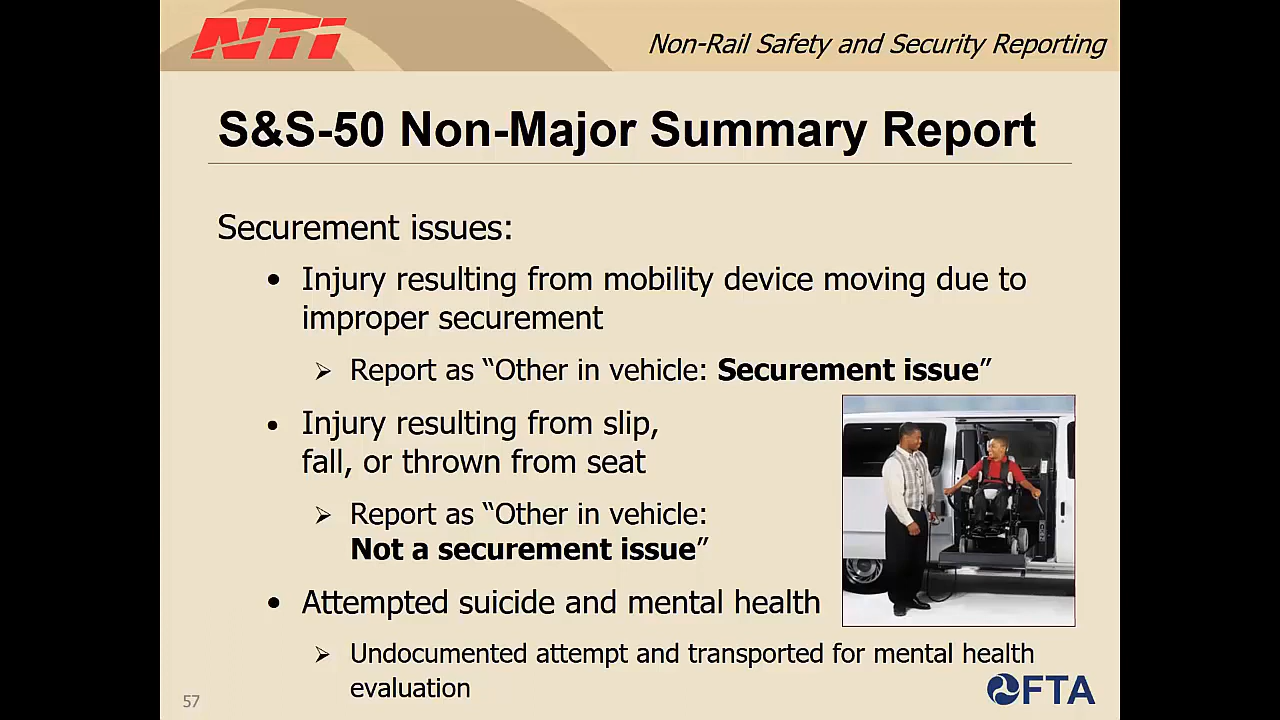 NTI
Non-Rail Safety and Security Reporting
S&S-50 Non-Major Summary Report
Securement issues:
• Injury resulting from mobility device moving due to
improper securement
➢ Report as “Other in vehicle: Securement issue”
• Injury resulting from slip,
fall, or thrown from seat
➢ Report as “Other in vehicle:
Not a securement issue”
• Attempted suicide and mental health
➢ Undocumented attempt and transported for mental health
evaluation
57
FTA